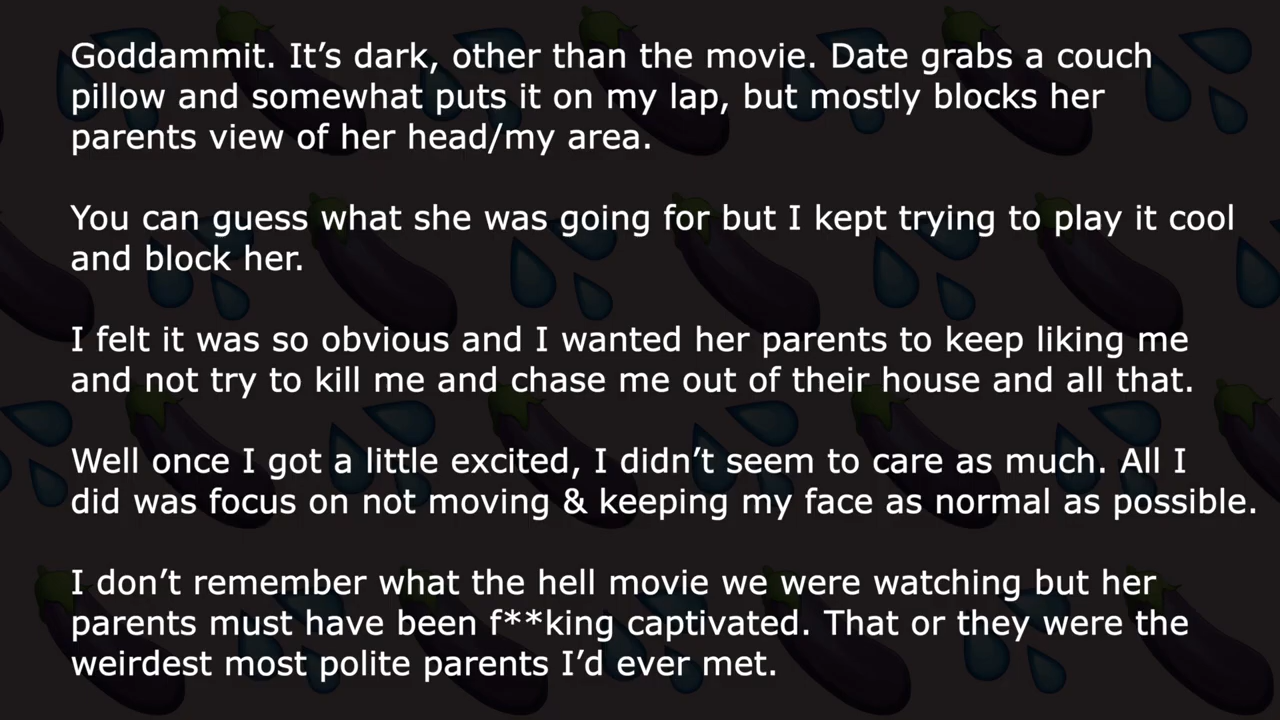 Goddammit. It’s dark, other than the movie. Date grabs a couch
pillow and somewhat puts it on my lap, but mostly blocks her
parents view of her head/my area.
You can guess what she was going for but I kept trying to play it cool
and block her.
I felt it was so obvious and I wanted her parents to keep liking me
and not try to kill me and chase me out of their house and all that.
Well once I got a little excited, I didn’t seem to care as much. All I
did was focus on not moving & keeping my face as normal as possible.
I don’t remember what the hell movie we were watching but her
parents must have been f**king captivated. That or they were the
weirdest most polite parents I’d ever met.